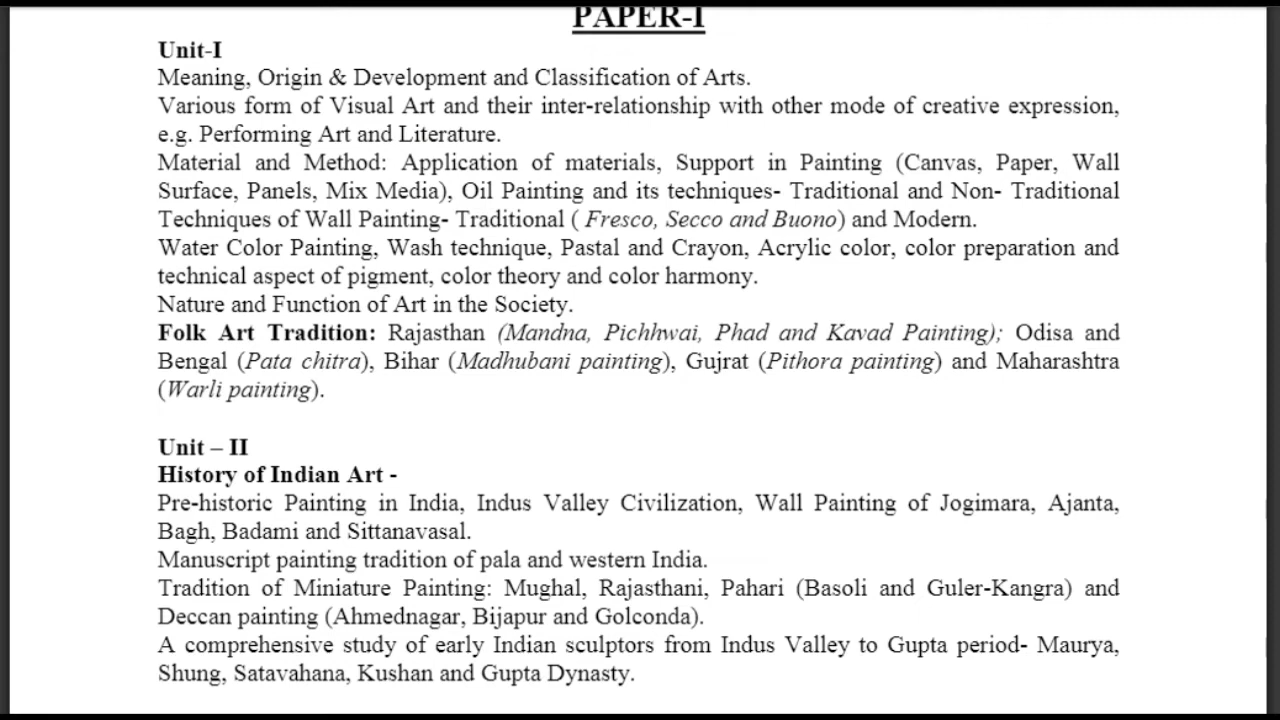 PAPER-I
Unit-I
Meaning, Origin & Development and Classification of Arts.
Various form of Visual Art and their inter-relationship with other mode of creative expression,
e.g. Performing Art and Literature.
Material and Method: Application of materials, Support in Painting (Canvas, Paper, Wall
Surface, Panels, Mix Media), Oil Painting and its techniques- Traditional and Non- Traditional
Techniques of Wall Painting- Traditional ( Fresco, Secco and Buono) and Modern.
Water Color Painting, Wash technique, Pastal and Crayon, Acrylic color, color preparation and
technical aspect of pigment, color theory and color harmony.
Nature and Function of Art in the Society.
Folk Art Tradition: Rajasthan (Mandna, Pichhwai, Phad and Kavad Painting); Odisa and
Bengal (Pata chitra), Bihar (Madhubani painting), Gujrat (Pithora painting) and Maharashtra
(Warli painting).
Unit – II
History of Indian Art -
Pre-historic Painting in India, Indus Valley Civilization, Wall Painting of Jogimara, Ajanta,
Bagh, Badami and Sittanavasal.
Manuscript painting tradition of pala and western India.
Tradition of Miniature Painting: Mughal, Rajasthani, Pahari (Basoli and Guler-Kangra) and
Deccan painting (Ahmednagar, Bijapur and Golconda).
A comprehensive study of early Indian sculptors from Indus Valley to Gupta period- Maurya,
Shung, Satavahana, Kushan and Gupta Dynasty.